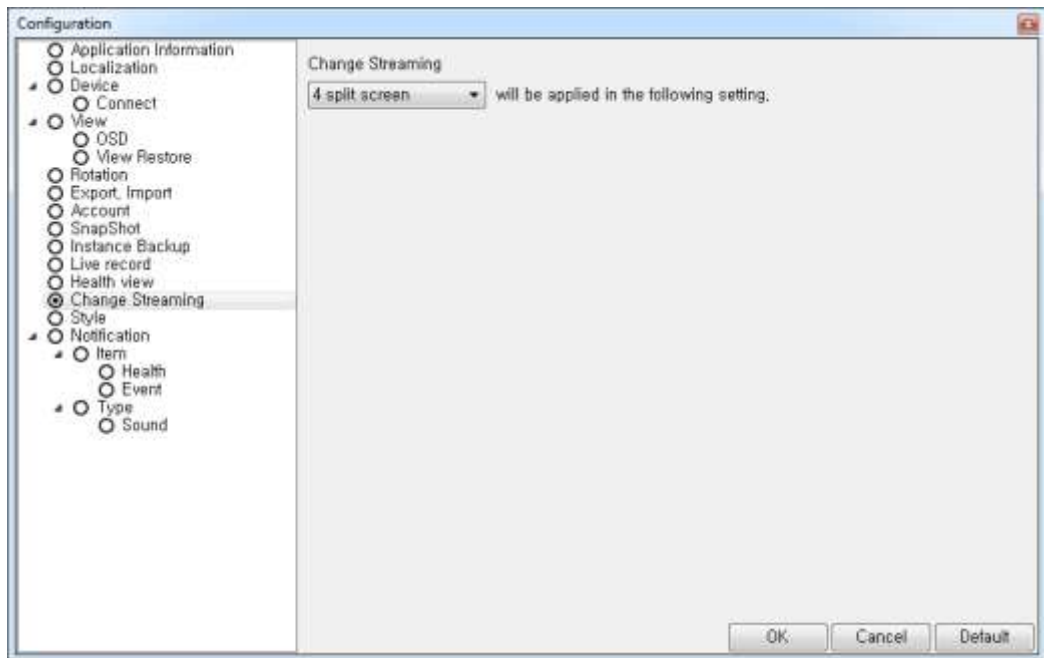 Configuration
Application Information
Localization
Device
Connect
View
OSD
View Restore
Rotation
Export, Import
Account
SnapShot
Instance Backup
Live record
Health view
Change Streaming
Style
Notification
Item
Health
Event
Type
Sound
Change Streaming
4 split screen will be applied in the following setting,
OK Cancel Default